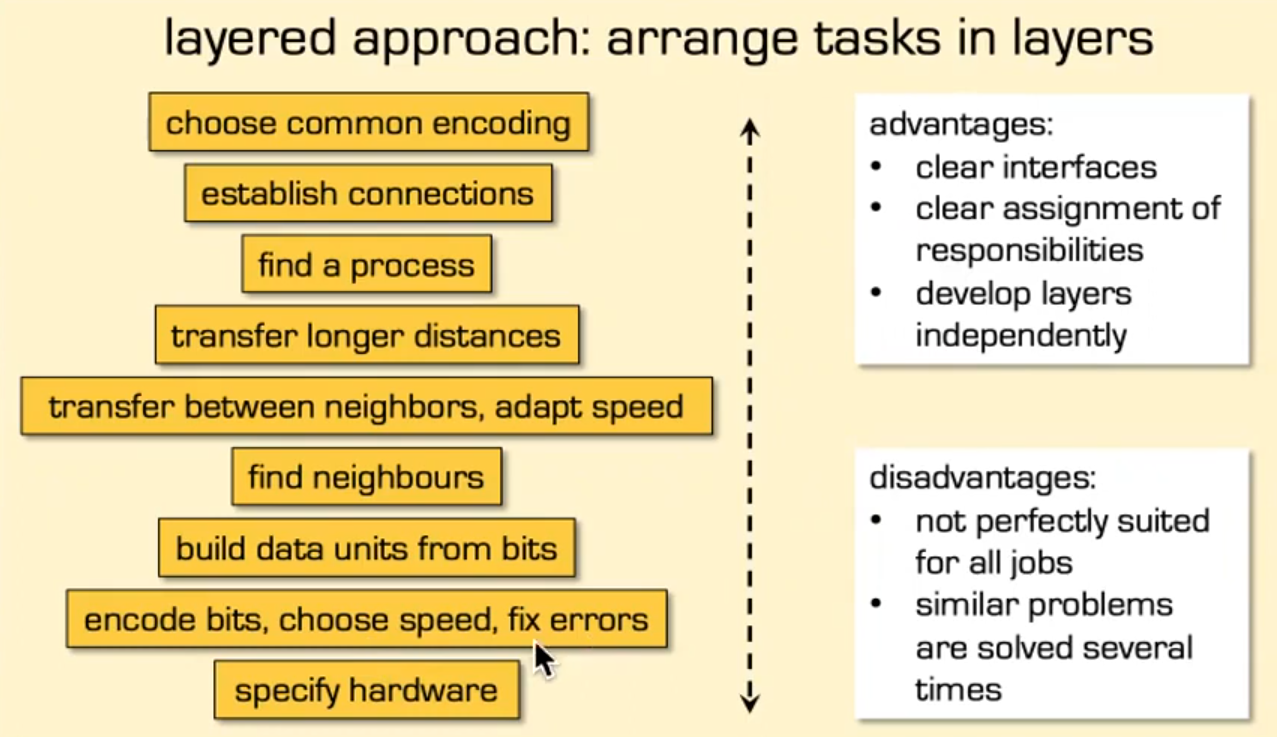 layered approach: arrange tasks in layers
choose common encoding
establish connections
find a process
transfer longer distances
transfer between neighbors, adapt speed
find neighbours
build data units from bits
encode bits, choose speed, fix errors
specify hardware
advantages:
• clear interfaces
• clear assignment of
responsibilities
• develop layers
independently
disadvantages:
• not perfectly suited
for all jobs
• similar problems
are solved several
times